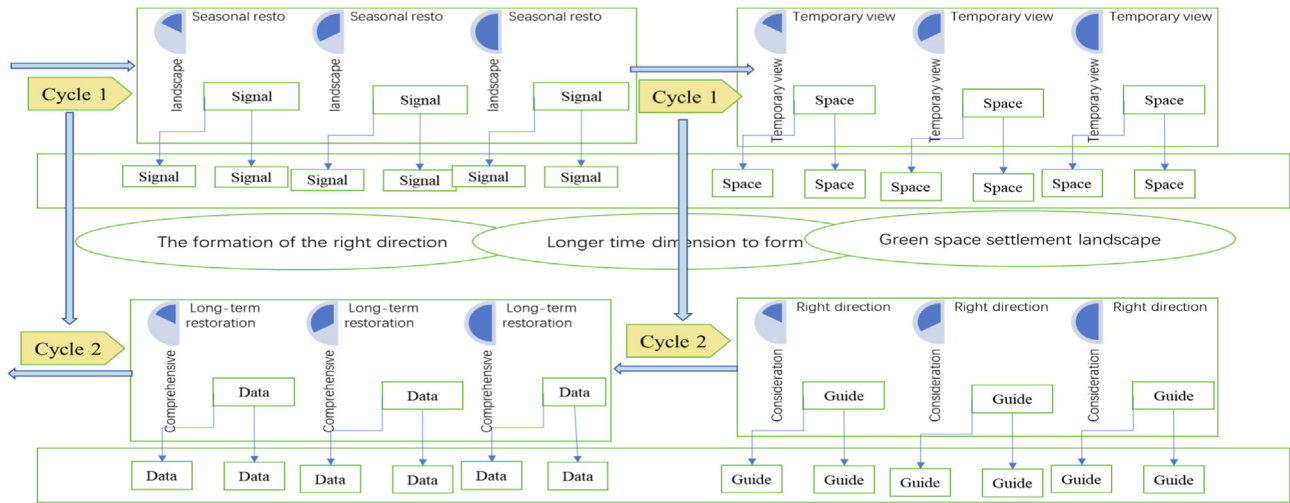 Seasonal resto
Seasonal resto
Seasonal resto
landscape
landscape
landscape
Cycle 1
Signal
Signal
Signal
Signal
Signal
Signal
Signal
Signal
Signal
Temporary view
Temporary view
Temporary view
Temporary view
Temporary view
Temporary view
Cycle 1
Space
Space
Space
Space
Space
Space
Space
Space
Space
The formation of the right direction
Longer time dimension to form
Green space settlement landscape
Long-term
restoration
Long-term
restoration
Long-term
restoration
Comprehensive
Comprehensive
Comprehensive
Cycle 2
Data
Data
Data
Data
Data
Data
Data
Data
Data
Right direction
Right direction
Right direction
Consideration
Consideration
Consideration
Cycle 2
Guide
Guide
Guide
Guide
Guide
Guide
Guide
Guide
Guide